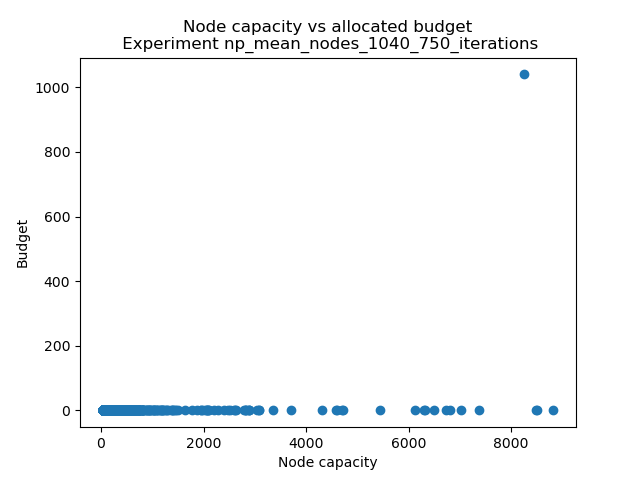 Node capacity vs allocated budget
Experiment np_mean_nodes_1040_750_iterations
1000
800
600
400
200
0
Budget
0 2000 4000 6000 8000
Node capacity